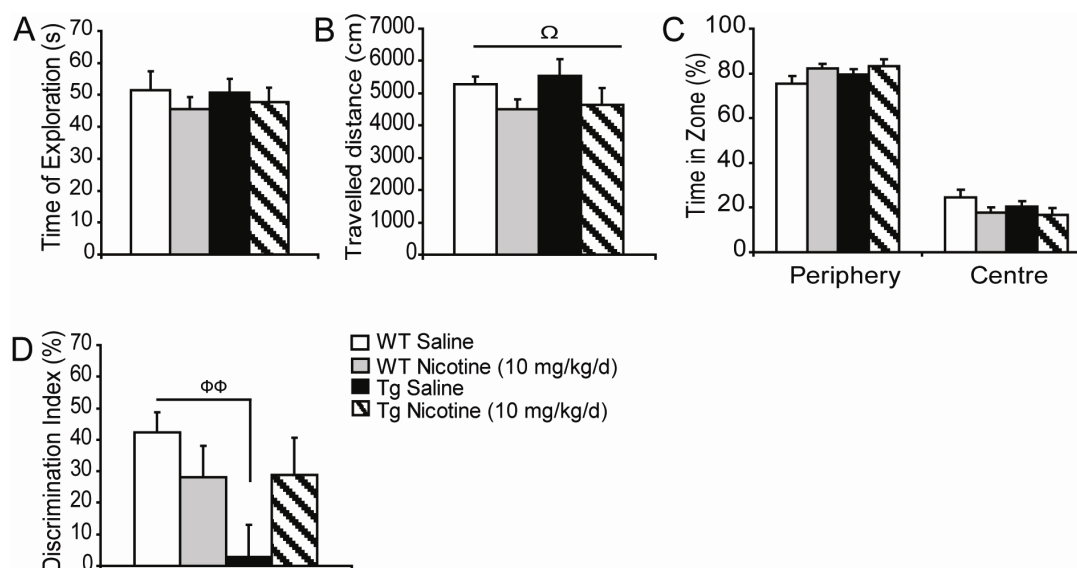 A
Time of Exploration (s)
70
60
50
40
30
20
10
0
B
Travelled distance (cm)
7000
6000
5000
4000
3000
2000
1000
0
Ω
C
Time in Zone (%)
100
80
60
40
20
0
Periphery
Centre
D
Discrimination Index (%)
70
60
50
40
30
20
10
0
ΦΦ
WT Saline
WT Nicotine (10 mg/kg/d)
Tg Saline
Tg Nicotine (10 mg/kg/d)